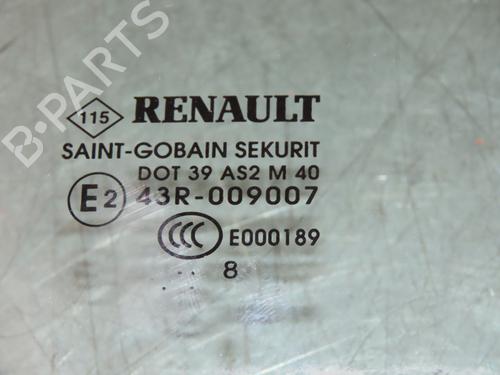 B-PARTS
115 RENAULT
SAINT-GOBAIN SEKURIT
DOT 39 AS2 M 40
E2 43R-009007
CCC E000189
.. 8